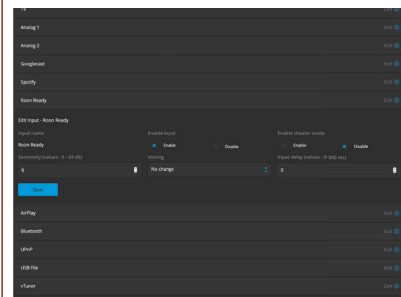 TV Edit
Analog 1 Edit
Analog 2 Edit
Googlecast Edit
Spotify Edit
Roon Ready Edit
Edit Input - Roon Ready
Input name Enable input Enable theater mode
Roon Ready Enable Disable Enable Disable
Sensitivity (values : 0 - 24 dB) Voicing Input delay (values : 0 - 300 ms)
6 No change 0
Save
AirPlay Edit
Bluetooth Edit
UPnP Edit
USB File Edit
vTuner Edit